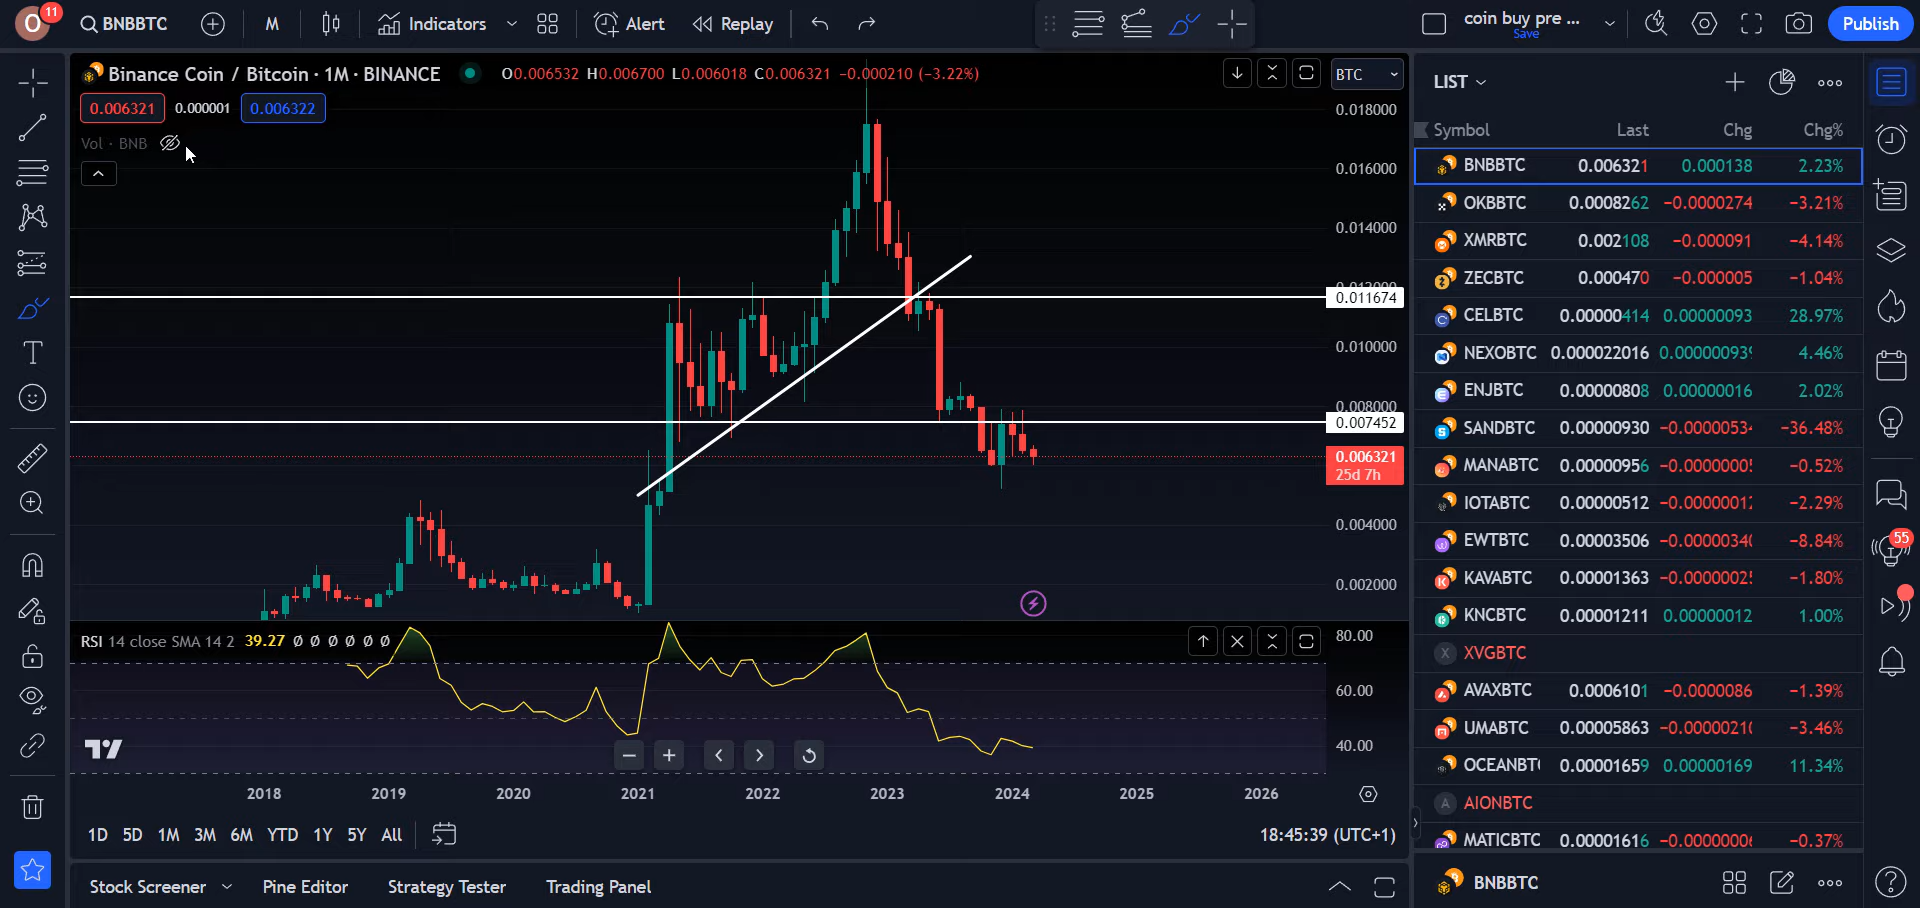 O 11 BNBBTC M Indicators Alert Replay coin buy pre ... Save Publish
Binance Coin / Bitcoin · 1M · BINANCE O0.006532 H0.006700 L0.006018 C0.006321 −0.000210 (−3.22%) BTC
0.006321 0.000001 0.006322
Vol · BNB
0.018000
0.016000
0.014000
0.011674
0.010000
0.008000
0.007452
0.006321
25d 7h
0.004000
0.002000
RSI 14 close SMA 14 2 39.27 Ø Ø Ø Ø Ø Ø
80.00
60.00
40.00
2018 2019 2020 2021 2022 2023 2024 2025 2026
1D 5D 1M 3M 6M YTD 1Y 5Y All 18:45:39 (UTC+1)
Stock Screener Pine Editor Strategy Tester Trading Panel
LIST
Symbol Last Chg Chg%
BNBBTC 0.006321 0.000138 2.23%
OKBBTC 0.0008262 −0.0000274 −3.21%
XMRBTC 0.002108 −0.000091 −4.14%
ZECBTC 0.000470 −0.000005 −1.04%
CELBTC 0.00000414 0.00000093 28.97%
NEXOBTC 0.000022016 4.46%
ENJBTC 0.00000808 0.00000016 2.02%
SANDBTC 0.00000930 −36.48%
MANABTC 0.00000956 −0.52%
IOTABTC 0.00000512 −2.29%
EWTBTC 0.00003506 −8.84%
KAVABTC 0.00001363 −1.80%
KNCBTC 0.00001211 0.00000012 1.00%
X XVGBTC
AVAXBTC 0.0006101 −0.0000086 −1.39%
UMABTC 0.00005863 −3.46%
OCEANBT 0.00001659 0.00000169 11.34%
A AIONBTC
MATICBTC 0.00001616 −0.37%
BNBBTC
55